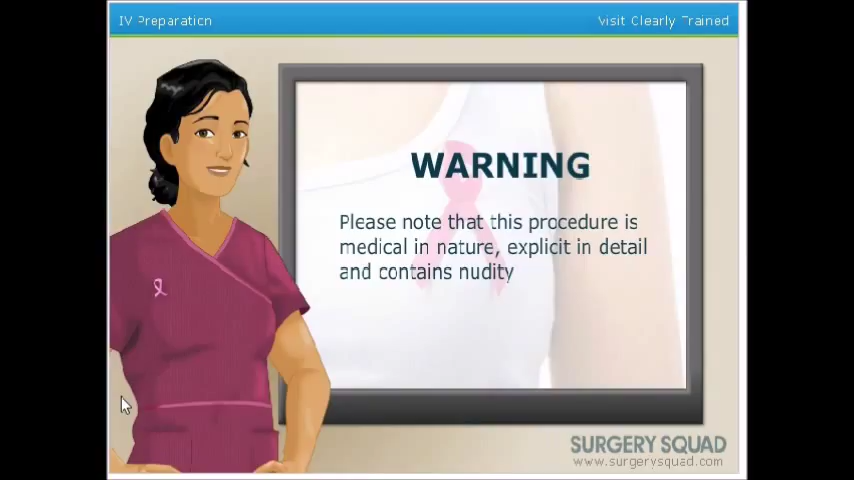 IV Preparation
Visit Clearly Trained
WARNING
Please note that this procedure is
medical in nature, explicit in detail
and contains nudity
SURGERY SQUAD
www.surgerysquad.com